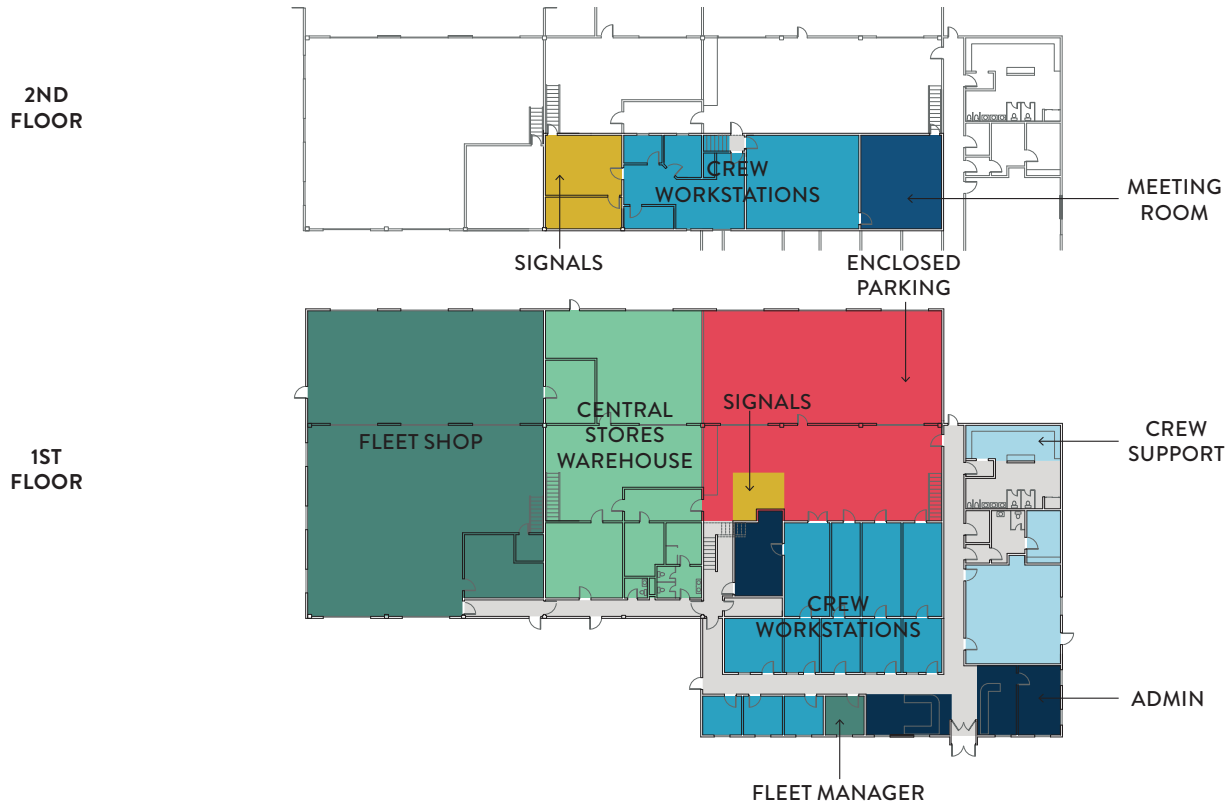 2ND
FLOOR
CREW
WORKSTATIONS
MEETING
ROOM
SIGNALS
ENCLOSED
PARKING
1ST
FLOOR
FLEET SHOP
CENTRAL
STORES
WAREHOUSE
SIGNALS
CREW
SUPPORT
CREW
WORKSTATIONS
ADMIN
FLEET MANAGER